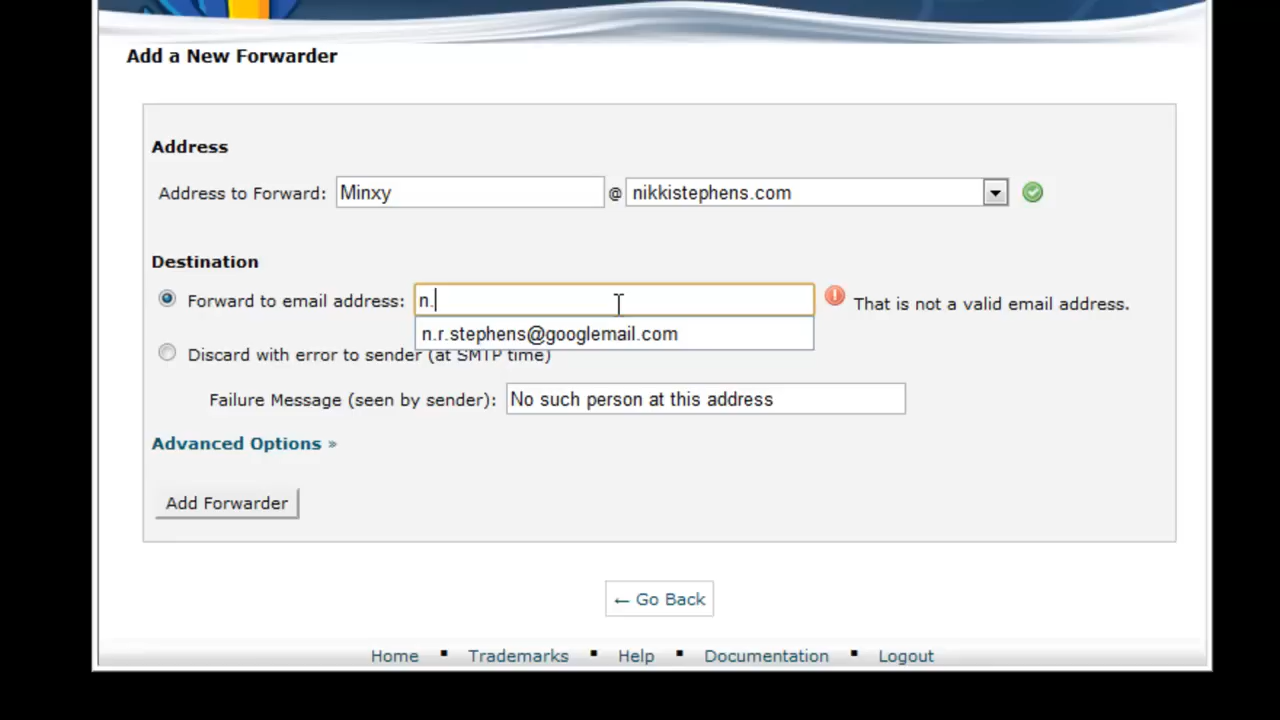 Add a New Forwarder
Address
Address to Forward: Minxy @ nikkistephens.com
Destination
Forward to email address: n. That is not a valid email address.
n.r.stephens@googlemail.com
Discard with error to sender (at SMTP time)
Failure Message (seen by sender): No such person at this address
Advanced Options »
Add Forwarder
← Go Back
Home ▪ Trademarks ▪ Help ▪ Documentation ▪ Logout